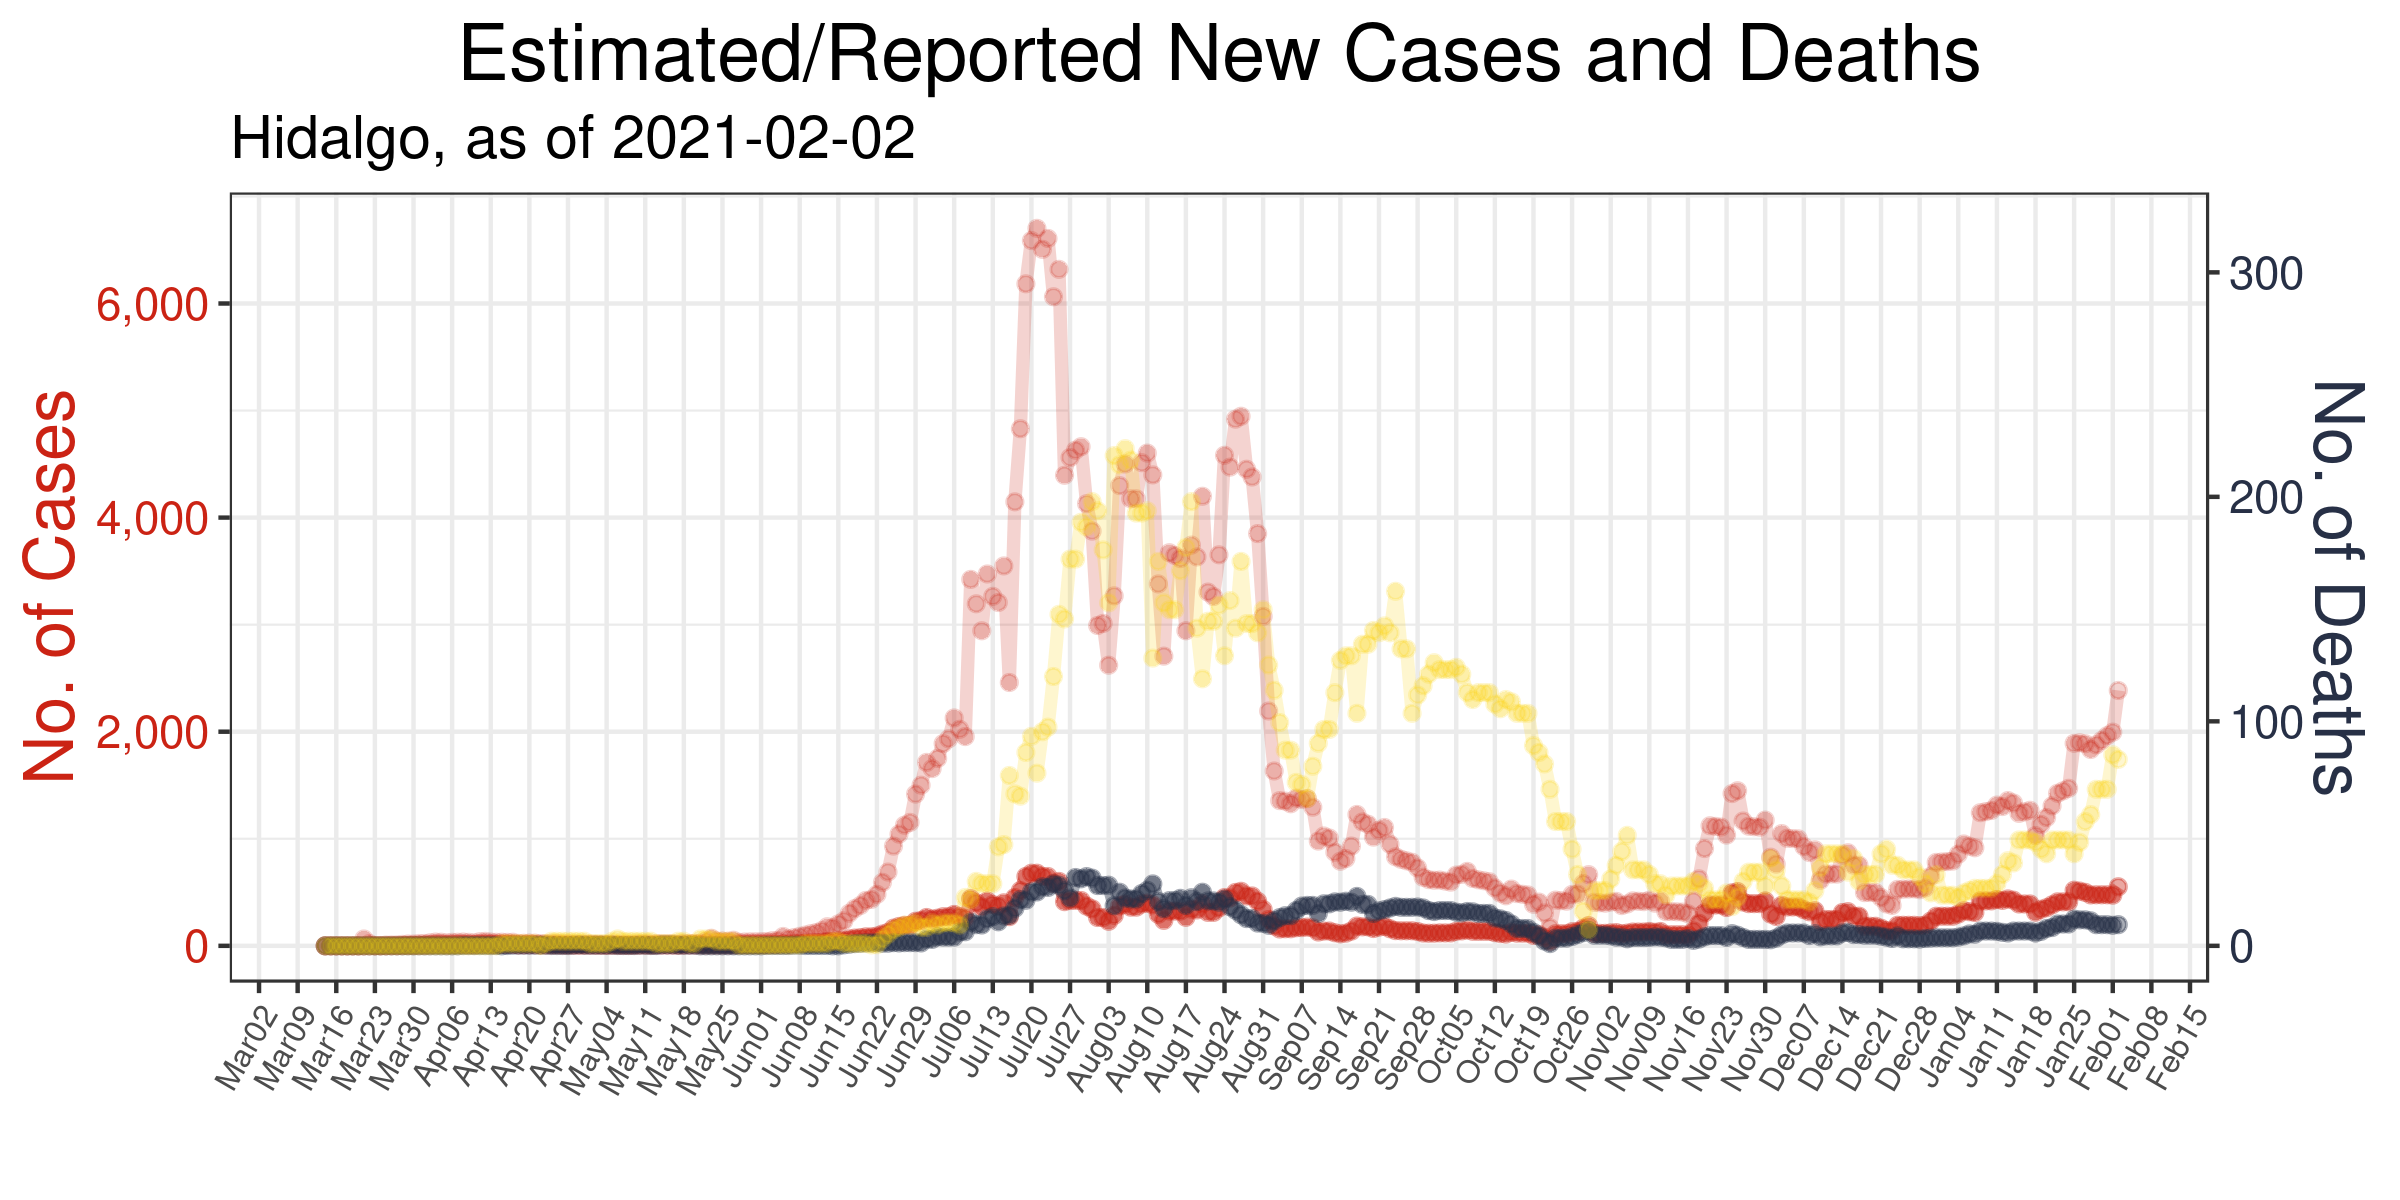 Estimated/Reported New Cases and Deaths
Hidalgo, as of 2021-02-02
No. of Cases
6,000
4,000
2,000
0
300
200
100
0
No. of Deaths
Mar02
Mar09
Mar16
Mar23
Mar30
Apr06
Apr13
Apr20
Apr27
May04
May11
May18
May25
Jun01
Jun08
Jun15
Jun22
Jun29
Jul06
Jul13
Jul20
Jul27
Aug03
Aug10
Aug17
Aug24
Aug31
Sep07
Sep14
Sep21
Sep28
Oct05
Oct12
Oct19
Oct26
Nov02
Nov09
Nov16
Nov23
Nov30
Dec07
Dec14
Dec21
Dec28
Jan04
Jan11
Jan18
Jan25
Feb01
Feb08
Feb15